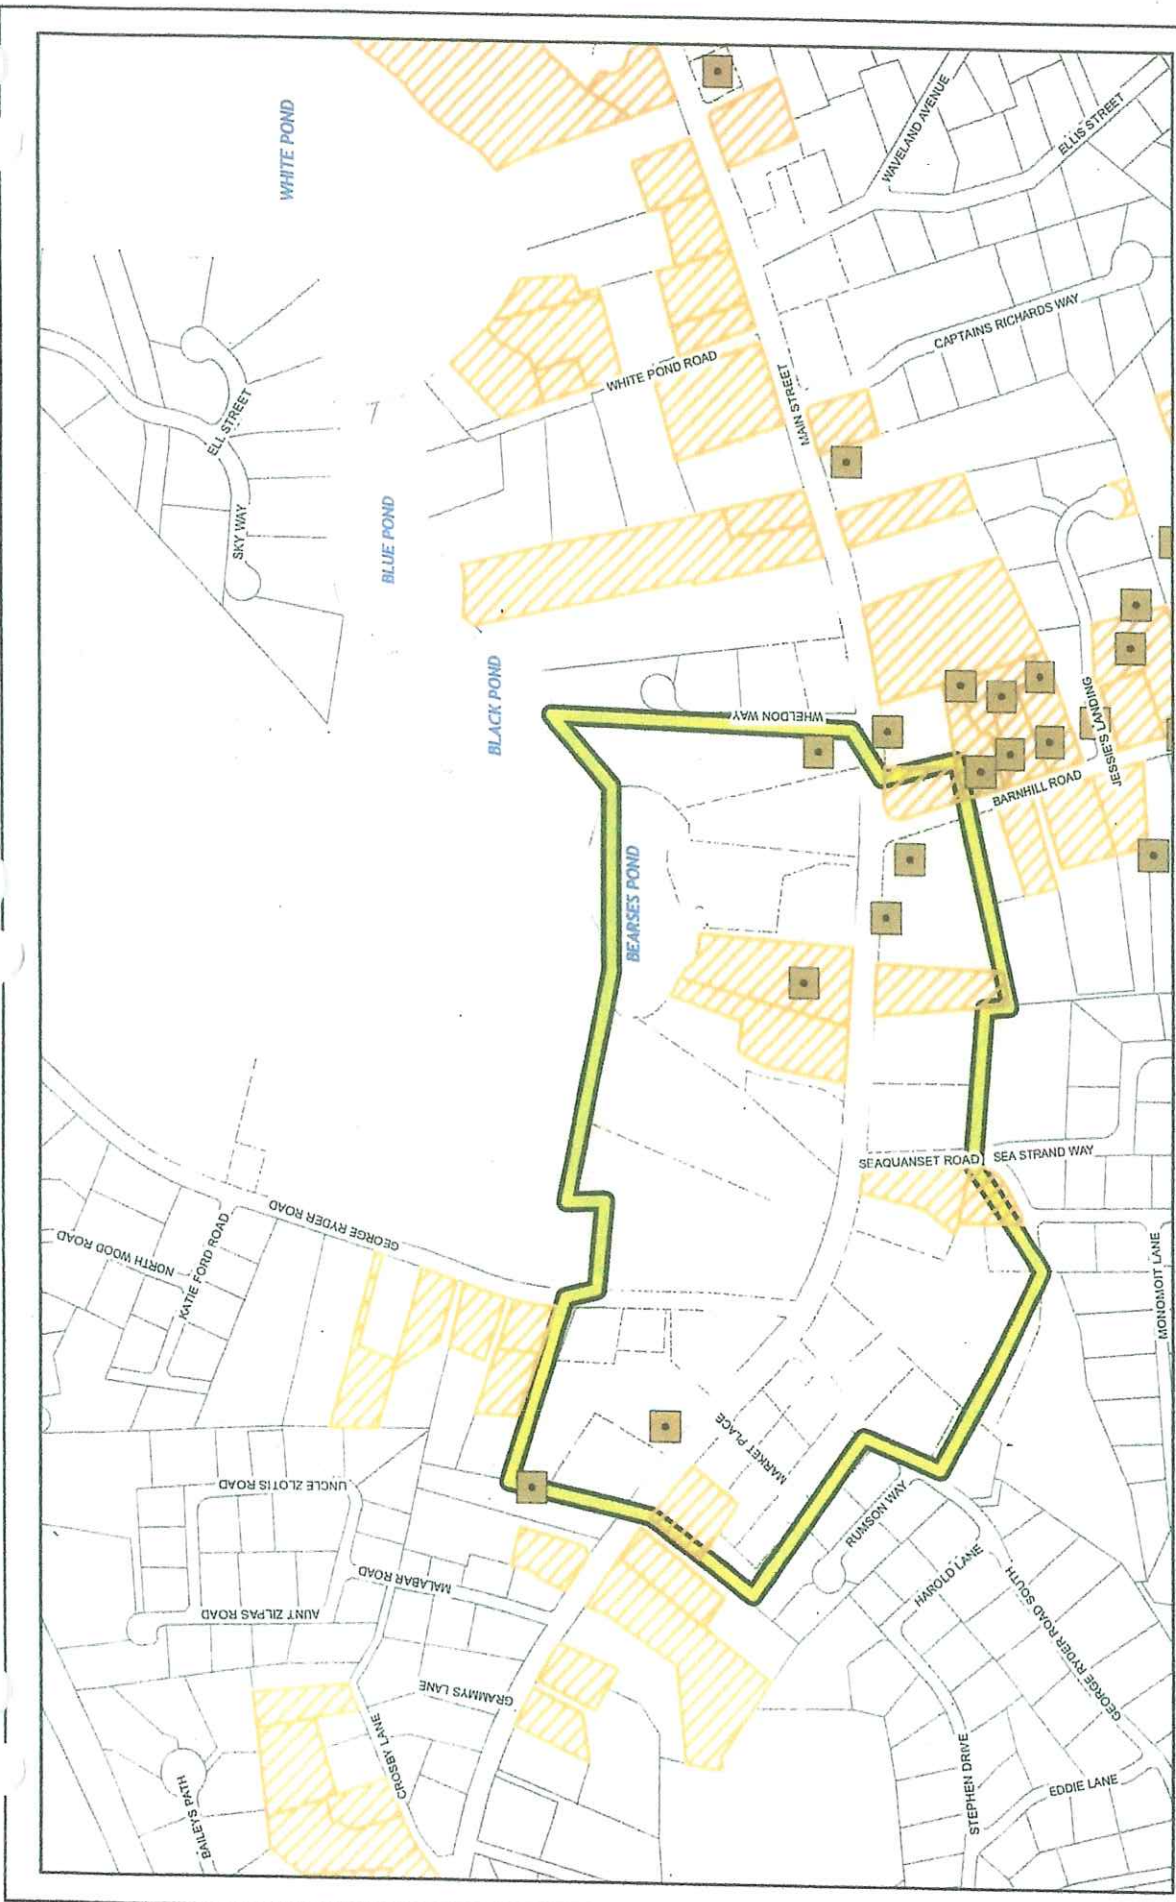 WHITE POND
WAVELAND AVENUE
ELLIS STREET
CAPTAINS RICHARDS WAY
WHITE POND ROAD
MAIN STREET
ELL STREET
SKY WAY
BLUE POND
BLACK POND
WHELDON WAY
JESSIE'S LANDING
BARNHILL ROAD
BEARSES POND
SEAQUANSET ROAD
SEA STRAND WAY
GEORGE RYDER ROAD
KATIE FORD ROAD
NORTH WOOD ROAD
MONOMOIT LANE
MARKET PLACE
RUMSON WAY
HAROLD LANE
GEORGE RYDER ROAD SOUTH
UNCLE ZLOTIS ROAD
MALABAR ROAD
AUNT ZILPAS ROAD
GRAMMYS LANE
CROSBY LANE
BAILEYS PATH
STEPHEN DRIVE
EDDIE LANE